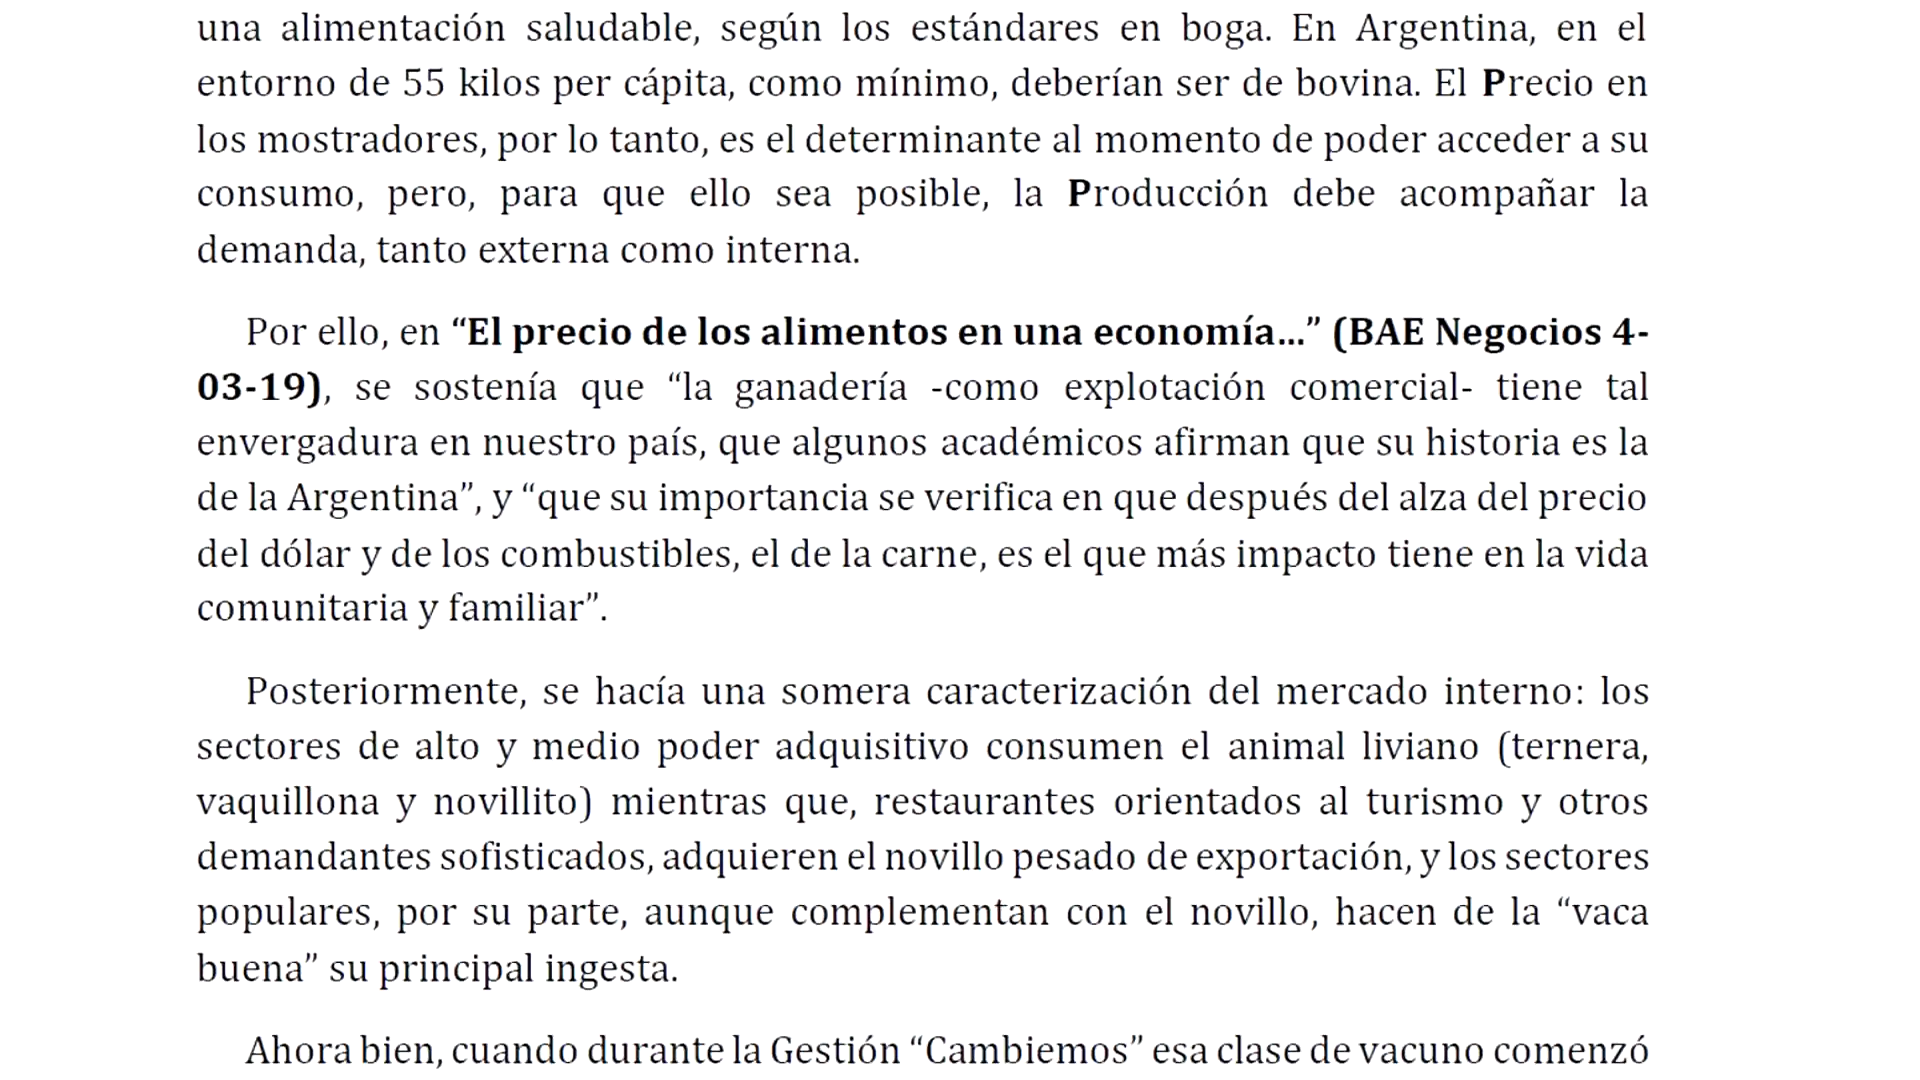 una alimentación saludable, según los estándares en boga. En Argentina, en el
entorno de 55 kilos per cápita, como mínimo, deberían ser de bovina. El Precio en
los mostradores, por lo tanto, es el determinante al momento de poder acceder a su
consumo, pero, para que ello sea posible, la Producción debe acompañar la
demanda, tanto externa como interna.
Por ello, en “El precio de los alimentos en una economía...” (BAE Negocios 4-
03-19), se sostenía que “la ganadería -como explotación comercial- tiene tal
envergadura en nuestro país, que algunos académicos afirman que su historia es la
de la Argentina”, y “que su importancia se verifica en que después del alza del precio
del dólar y de los combustibles, el de la carne, es el que más impacto tiene en la vida
comunitaria y familiar”.
Posteriormente, se hacía una somera caracterización del mercado interno: los
sectores de alto y medio poder adquisitivo consumen el animal liviano (ternera,
vaquillona y novillito) mientras que, restaurantes orientados al turismo y otros
demandantes sofisticados, adquieren el novillo pesado de exportación, y los sectores
populares, por su parte, aunque complementan con el novillo, hacen de la “vaca
buena” su principal ingesta.
Ahora bien, cuando durante la Gestión “Cambiemos” esa clase de vacuno comenzó